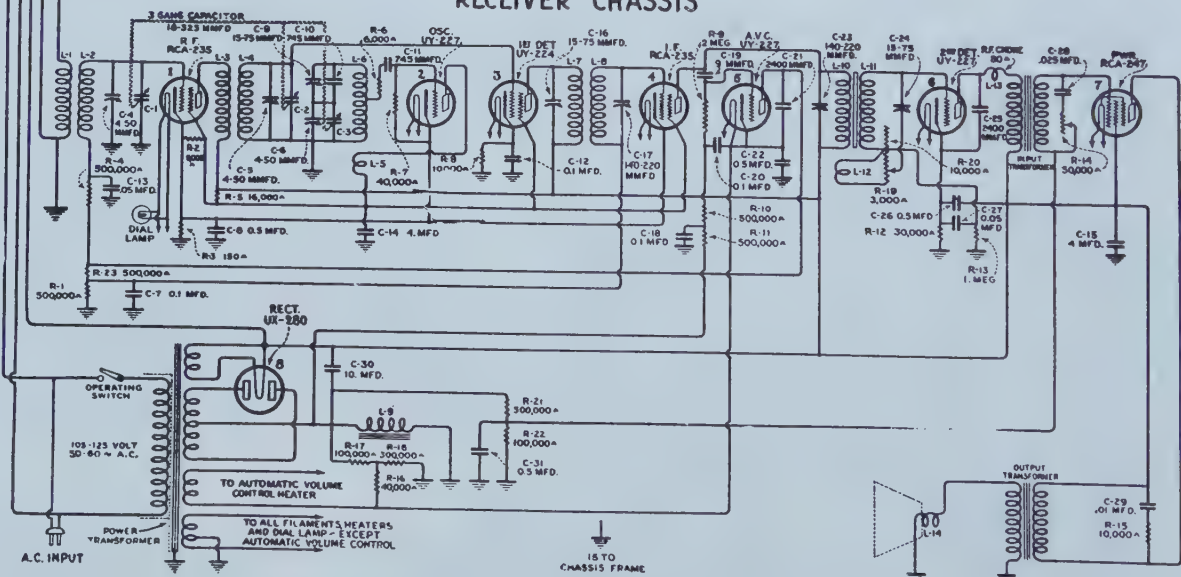 RECEIVER CHASSIS
3 GANG CAPACITOR
18-325 MMFD
L-1
L-2
C-4
4-50
MMFD.
C-1
R.F.
RCA-235
1
L-3
L-4
C-9
15-75 MMFD
C-10
745 MMFD
R-6
6,000 Ω
C-11
745 MMFD.
OSC.
UY-227
2
L-6
C-2
C-3
C-6
4-50 MMFD.
C-5
4-50 MMFD.
R-2
R-4
500,000 Ω
C-13
.05 MFD.
DIAL
LAMP
R-5 16,000 Ω
R-3 150 Ω
C-8 0.5 MFD.
L-5
R-7
40,000 Ω
C-14 4. MFD
1ST DET
UY-224
3
C-16
15-75 MMFD.
R-8
C-12
0.1 MFD.
L-7
L-8
C-17
140-220
MMFD
I.F.
RCA-235
4
R-9
2 MEG
C-19
MMFD.
A.V.C.
UY-227
5
C-21
2400 MMFD
C-22
0.5 MFD.
C-20
0.1 MFD
R-10
500,000 Ω
R-11
500,000 Ω
C-18
0.1 MFD
C-23
140-220
MMFD
L-10
L-11
C-24
15-75
MMFD
L-12
R-19
3,000 Ω
2ND DET
UY-227
6
R.F. CHOKE
80 Ω
L-13
C-25
2400
MMFD
R-20
10,000 Ω
C-26 0.5 MFD
R-12 30,000 Ω
C-27
0.05
MFD
R-13
1. MEG
INPUT
TRANSFORMER
C-28
.025 MFD.
R-14
50,000 Ω
PWR.
RCA-247
7
C-15
4 MFD.
R-23 500,000 Ω
R-1
500,000 Ω
C-7 0.1 MFD.
RECT.
UX-280
8
OPERATING
SWITCH
105-125 VOLT
50-60 ~ A.C.
A.C. INPUT
POWER
TRANSFORMER
C-30
10. MFD.
L-9
R-17
100,000 Ω
R-18
300,000 Ω
R-16
40,000 Ω
R-21
300,000 Ω
R-22
100,000 Ω
C-31
0.5 MFD.
TO AUTOMATIC VOLUME
CONTROL HEATER
TO ALL FILAMENTS, HEATERS
AND DIAL LAMP - EXCEPT
AUTOMATIC VOLUME CONTROL
IS TO
CHASSIS FRAME
L-14
OUTPUT
TRANSFORMER
C-29
.01 MFD.
R-15
10,000 Ω